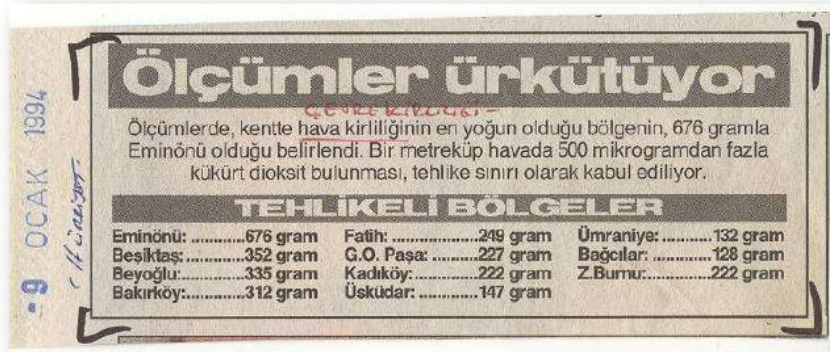 Ölçümler ürkütüyor
ÇEVRE KİRLİLİĞİ -
Ölçümlerde, kentte hava kirliliğinin en yoğun olduğu bölgenin, 676 gramla
Eminönü olduğu belirlendi. Bir metreküp havada 500 mikrogramdan fazla
kükürt dioksit bulunması, tehlike sınırı olarak kabul ediliyor.
TEHLİKELİ BÖLGELER
Eminönü: ............676 gram
Beşiktaş: ............352 gram
Beyoğlu:............335 gram
Bakırköy:............312 gram
Fatih: ..................249 gram
G.O. Paşa: ..........227 gram
Kadıköy: .............222 gram
Üsküdar: .............147 gram
Ümraniye:...........132 gram
Bağcılar: .............128 gram
Z.Burnu:.............222 gram
- 9 OCAK 1994
- Hürriyet -